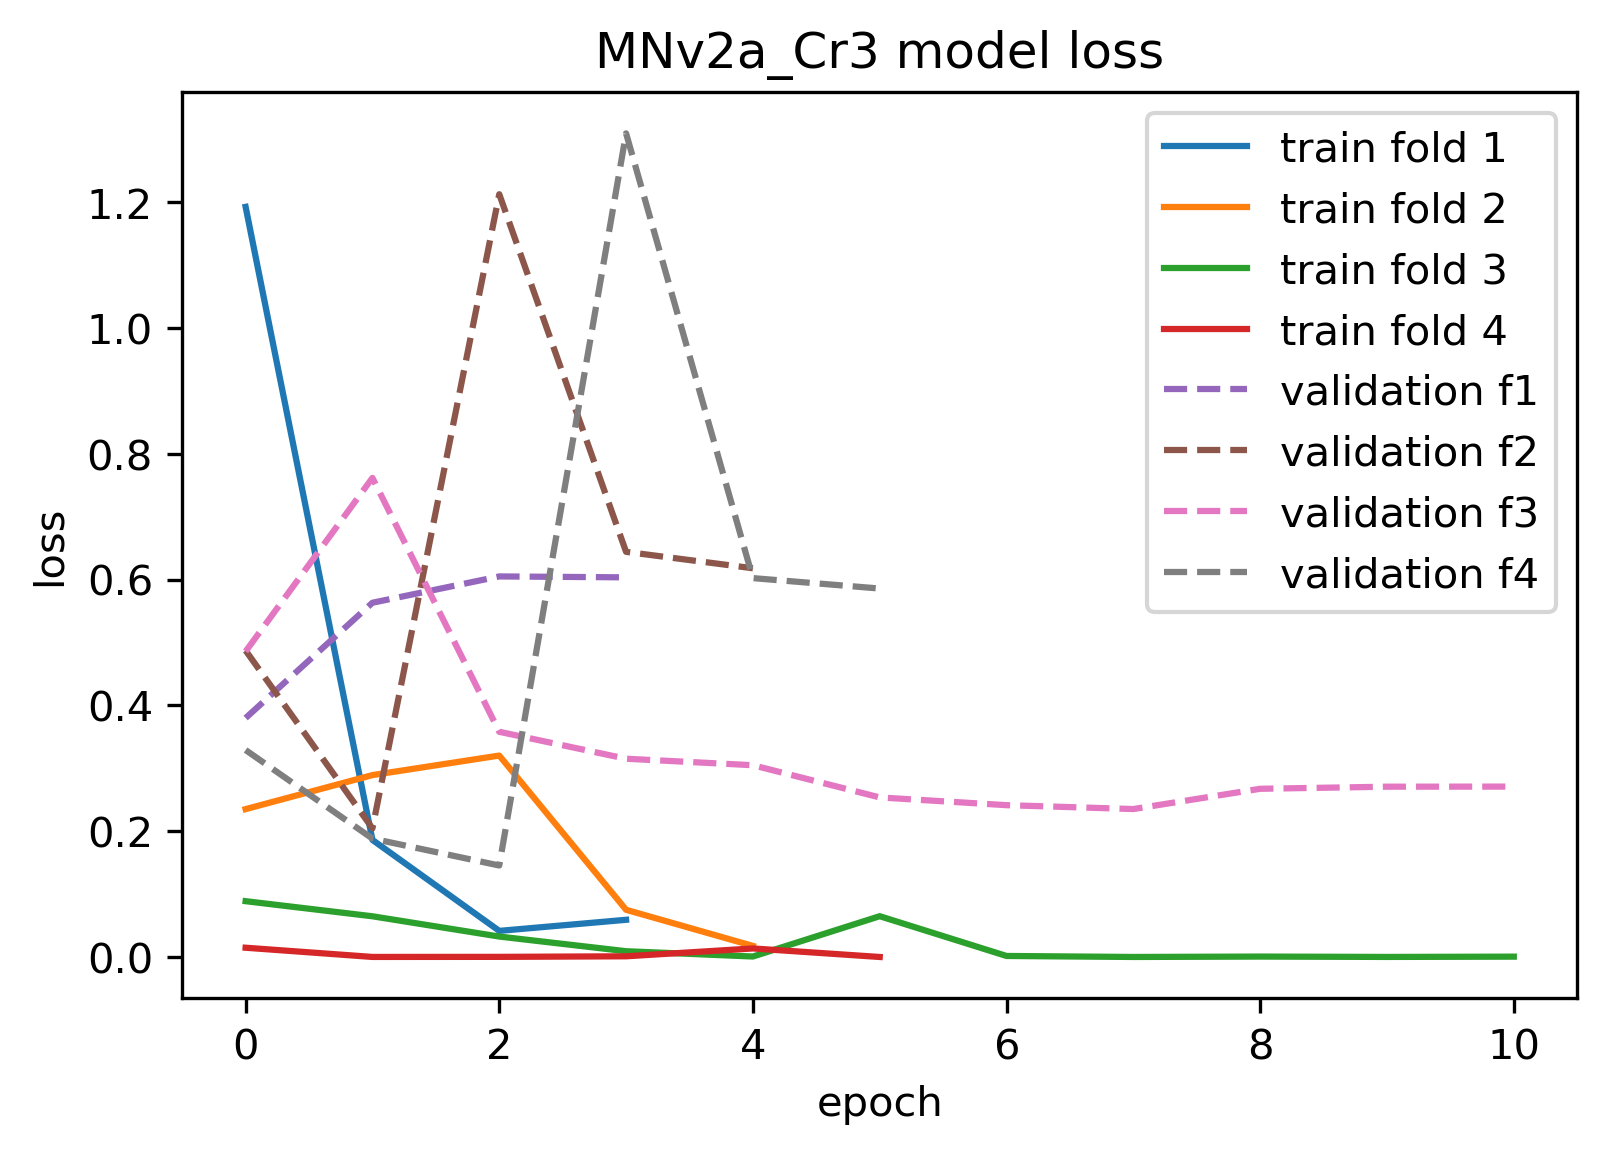 MNv2a_Cr3 model loss
train fold 1
train fold 2
train fold 3
train fold 4
validation f1
validation f2
validation f3
validation f4
loss
1.2
1.0
0.8
0.6
0.4
0.2
0.0
0 2 4 6 8 10
epoch